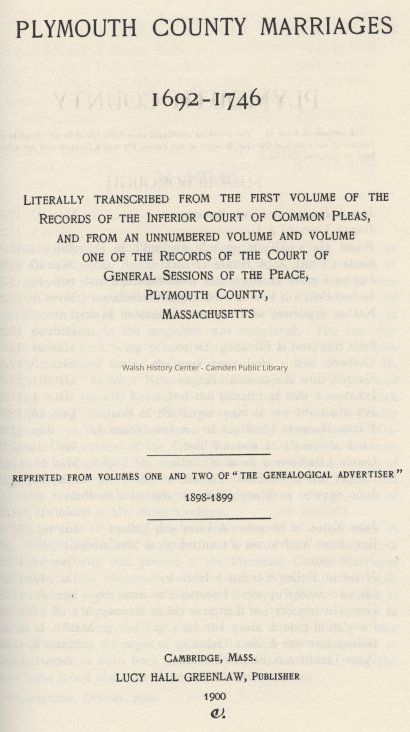 PLYMOUTH COUNTY MARRIAGES
1692-1746
LITERALLY TRANSCRIBED FROM THE FIRST VOLUME OF THE
RECORDS OF THE INFERIOR COURT OF COMMON PLEAS,
AND FROM AN UNNUMBERED VOLUME AND VOLUME
ONE OF THE RECORDS OF THE COURT OF
GENERAL SESSIONS OF THE PEACE,
PLYMOUTH COUNTY,
MASSACHUSETTS
Walsh History Center - Camden Public Library
REPRINTED FROM VOLUMES ONE AND TWO OF "THE GENEALOGICAL ADVERTISER"
1898-1899
CAMBRIDGE, MASS.
LUCY HALL GREENLAW, PUBLISHER
1900